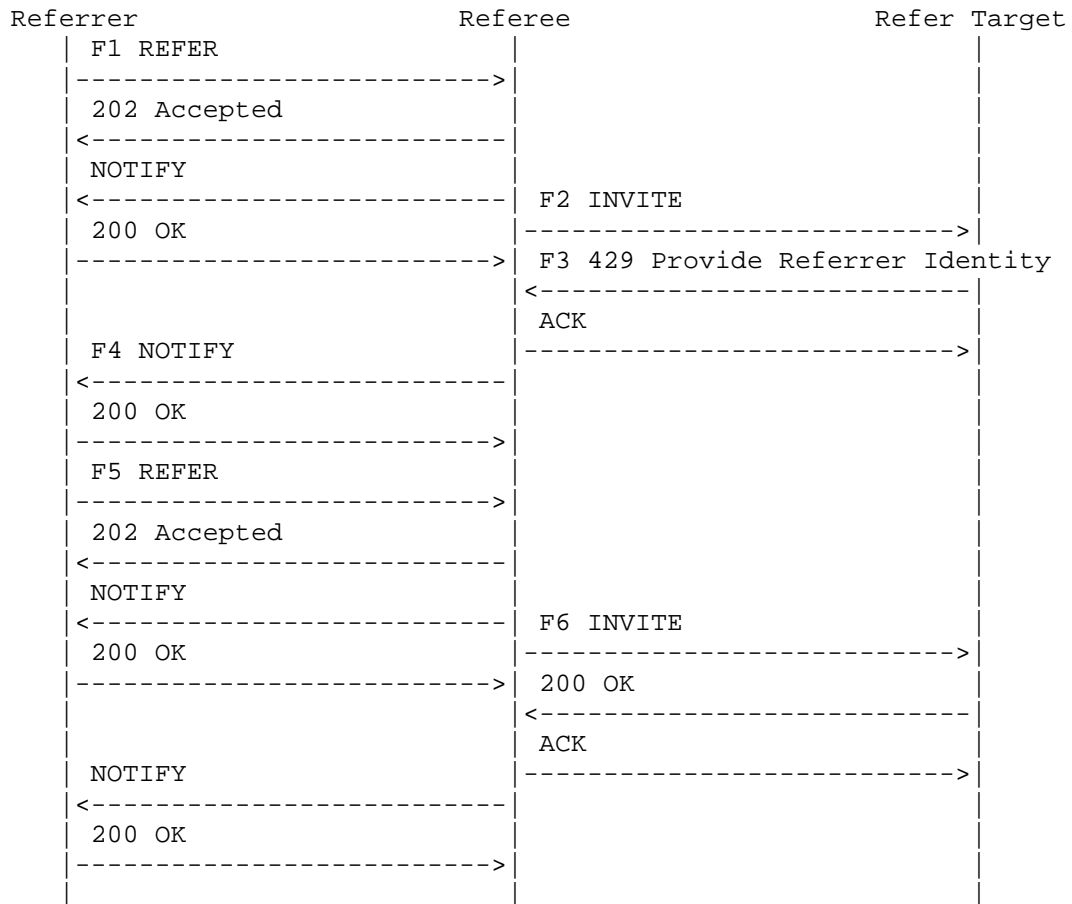 Referrer Referee Refer Target
F1 REFER
202 Accepted
NOTIFY
F2 INVITE
200 OK
F3 429 Provide Referrer Identity
ACK
F4 NOTIFY
200 OK
F5 REFER
202 Accepted
NOTIFY
F6 INVITE
200 OK
200 OK
ACK
NOTIFY
200 OK